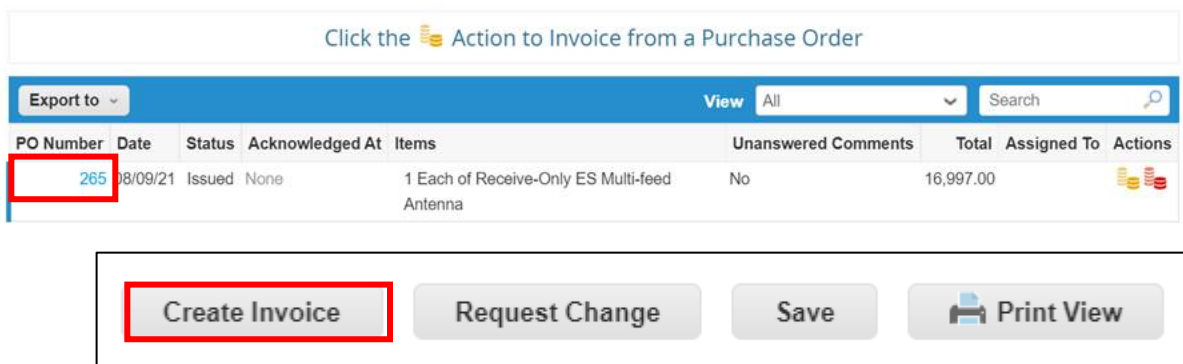 Click the Action to Invoice from a Purchase Order
Export to View All Search
PO Number Date Status Acknowledged At Items Unanswered Comments Total Assigned To Actions
265 08/09/21 Issued None 1 Each of Receive-Only ES Multi-feed No 16,997.00
Antenna
Create Invoice Request Change Save Print View